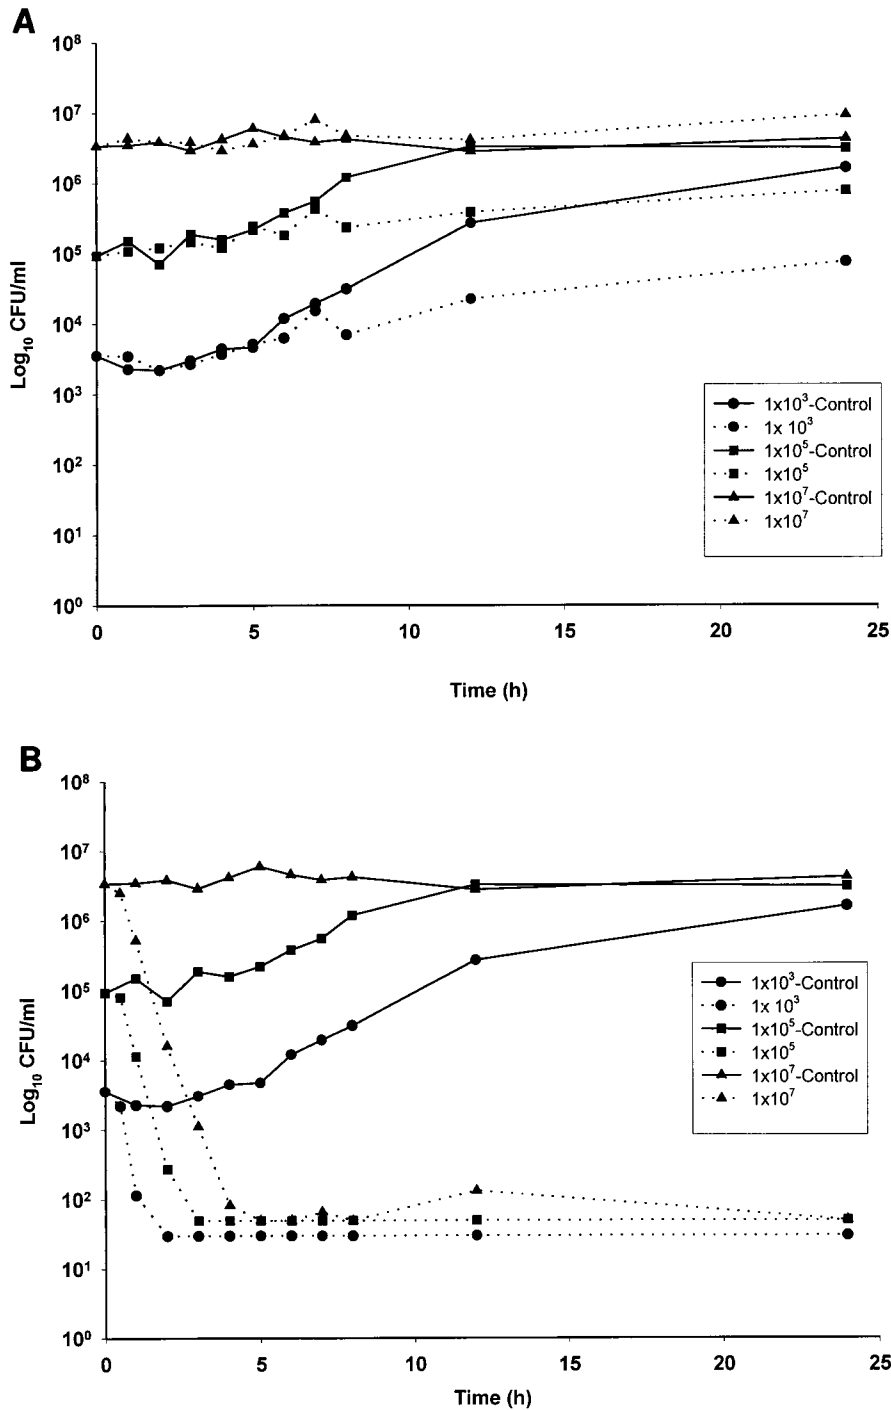 A
10⁸
10⁷
10⁶
10⁵
10⁴
10³
10²
10¹
10⁰
Log₁₀ CFU/ml
0 5 10 15 20 25
Time (h)
1x10³-Control
1x 10³
1x10⁵-Control
1x10⁵
1x10⁷-Control
1x10⁷
B
10⁸
10⁷
10⁶
10⁵
10⁴
10³
10²
10¹
10⁰
Log₁₀ CFU/ml
0 5 10 15 20 25
Time (h)
1x10³-Control
1x 10³
1x10⁵-Control
1x10⁵
1x10⁷-Control
1x10⁷